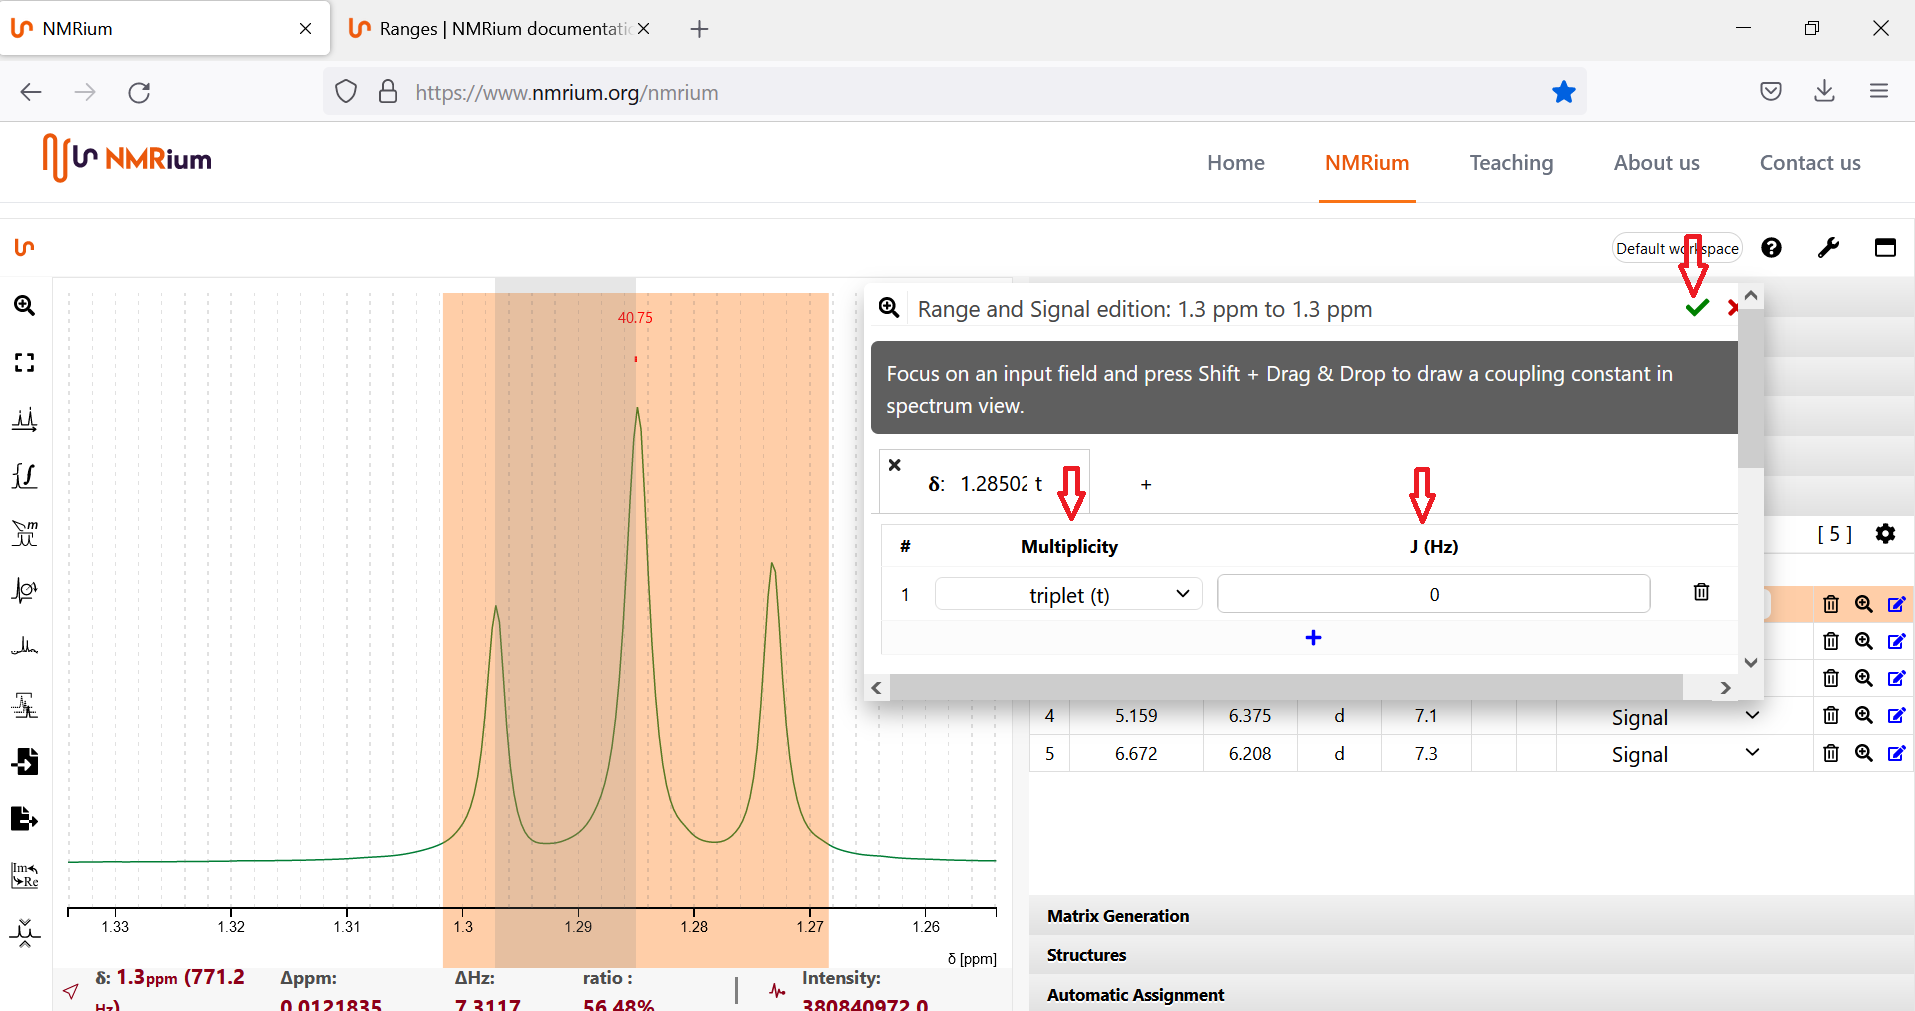 NMRium
Ranges | NMRium documentatio
https://www.nmrium.org/nmrium
NMRium
Home
NMRium
Teaching
About us
Contact us
Default workspace
40.75
Range and Signal edition: 1.3 ppm to 1.3 ppm
Focus on an input field and press Shift + Drag & Drop to draw a coupling constant in
spectrum view.
δ: 1.28502 t
+
# Multiplicity J (Hz)
1 triplet (t) 0
[ 5 ]
4 5.159 6.375 d 7.1 Signal
5 6.672 6.208 d 7.3 Signal
m
Im
Re
1.33 1.32 1.31 1.3 1.29 1.28 1.27 1.26
δ [ppm]
Matrix Generation
Structures
Automatic Assignment
δ: 1.3ppm (771.2
Hz)
Δppm:
0.0121835
ΔHz:
7.3117
ratio :
56.48%
Intensity:
380840972.0